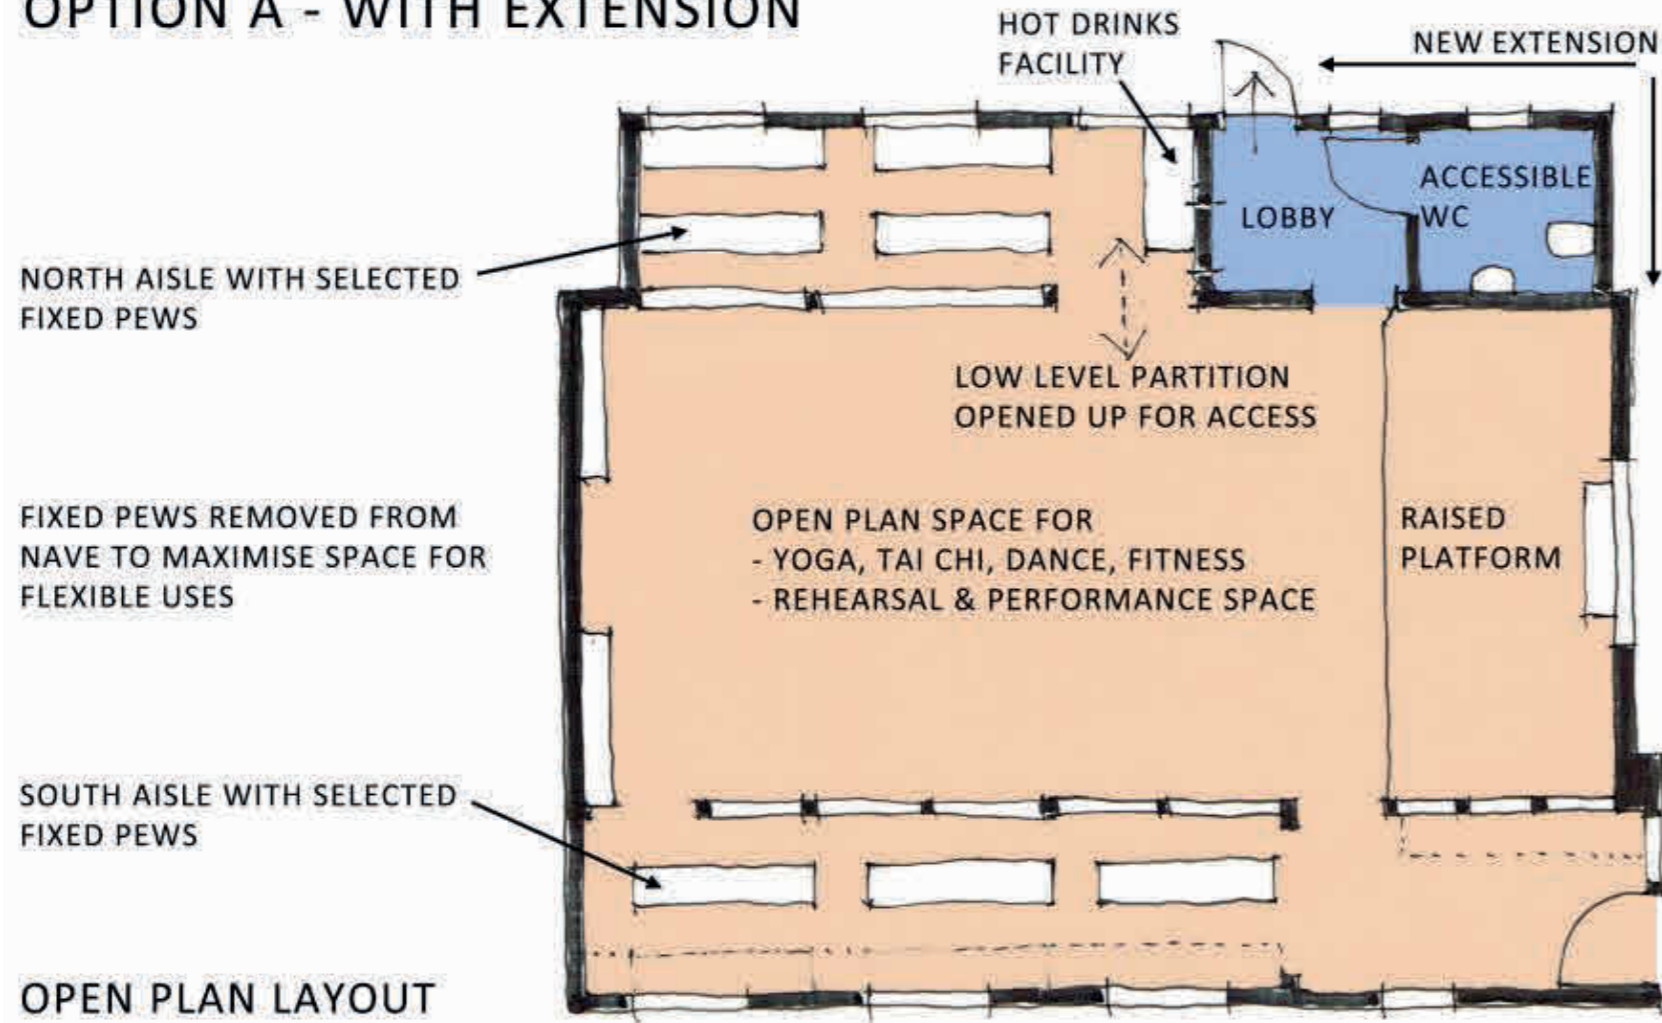 OPTION A - WITH EXTENSION
HOT DRINKS
FACILITY
NEW EXTENSION
ACCESSIBLE
WC
LOBBY
NORTH AISLE WITH SELECTED
FIXED PEWS
LOW LEVEL PARTITION
OPENED UP FOR ACCESS
FIXED PEWS REMOVED FROM
NAVE TO MAXIMISE SPACE FOR
FLEXIBLE USES
OPEN PLAN SPACE FOR
- YOGA, TAI CHI, DANCE, FITNESS
- REHEARSAL & PERFORMANCE SPACE
RAISED
PLATFORM
SOUTH AISLE WITH SELECTED
FIXED PEWS
OPEN PLAN LAYOUT